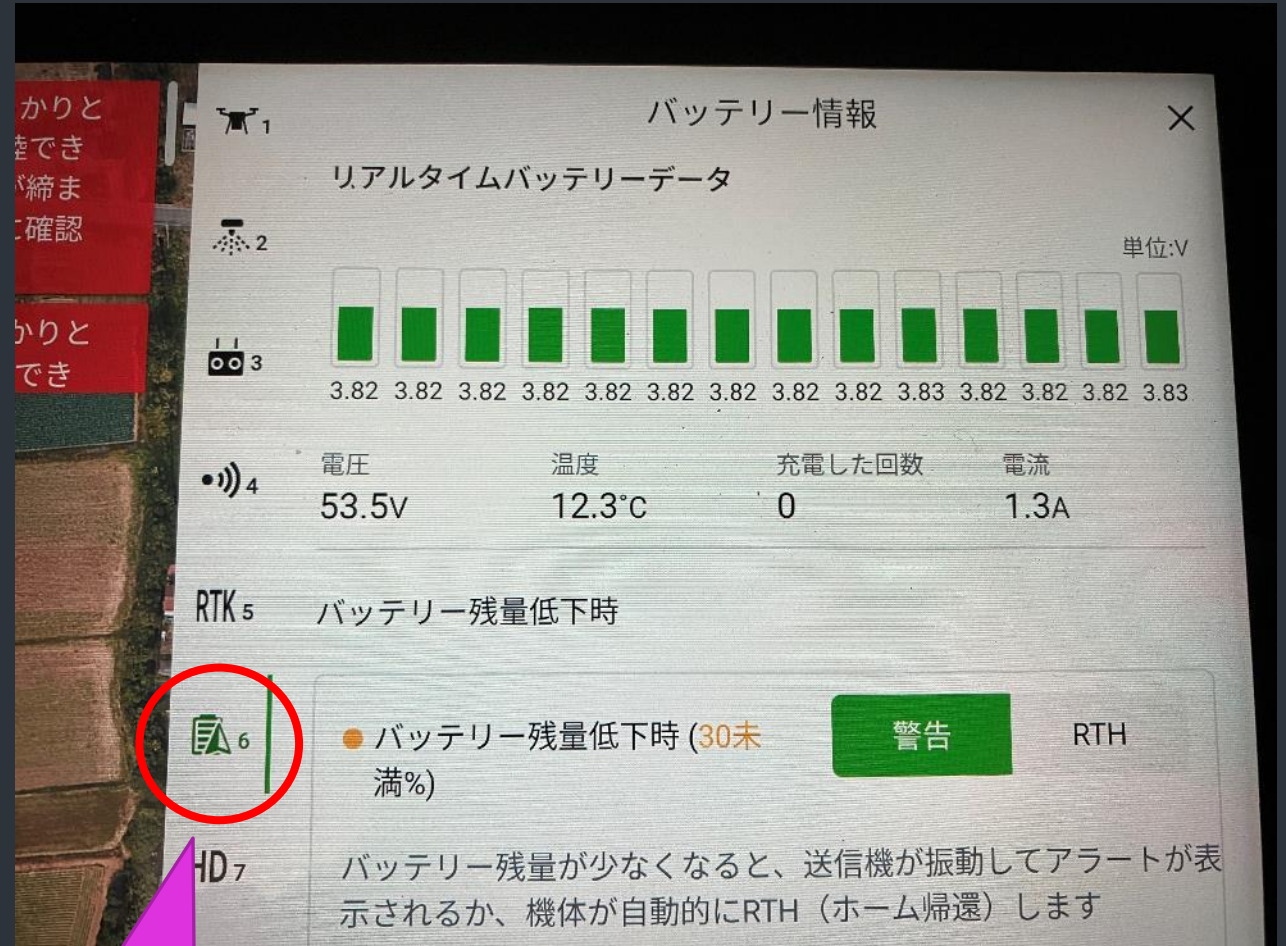 かりと
陸でき
が締ま
に確認
かりと
でき
1
2
3
4
RTK 5
6
HD 7
バッテリー情報
×
リアルタイムバッテリーデータ
単位:V
3.82 3.82 3.82 3.82 3.82 3.82 3.82 3.82 3.82 3.83 3.82 3.82 3.82 3.83
電圧 温度 充電した回数 電流
53.5V 12.3°C 0 1.3A
バッテリー残量低下時
バッテリー残量低下時 (30未
満%)
警告 RTH
バッテリー残量が少なくなると、送信機が振動してアラートが表
示されるか、機体が自動的にRTH（ホーム帰還）します